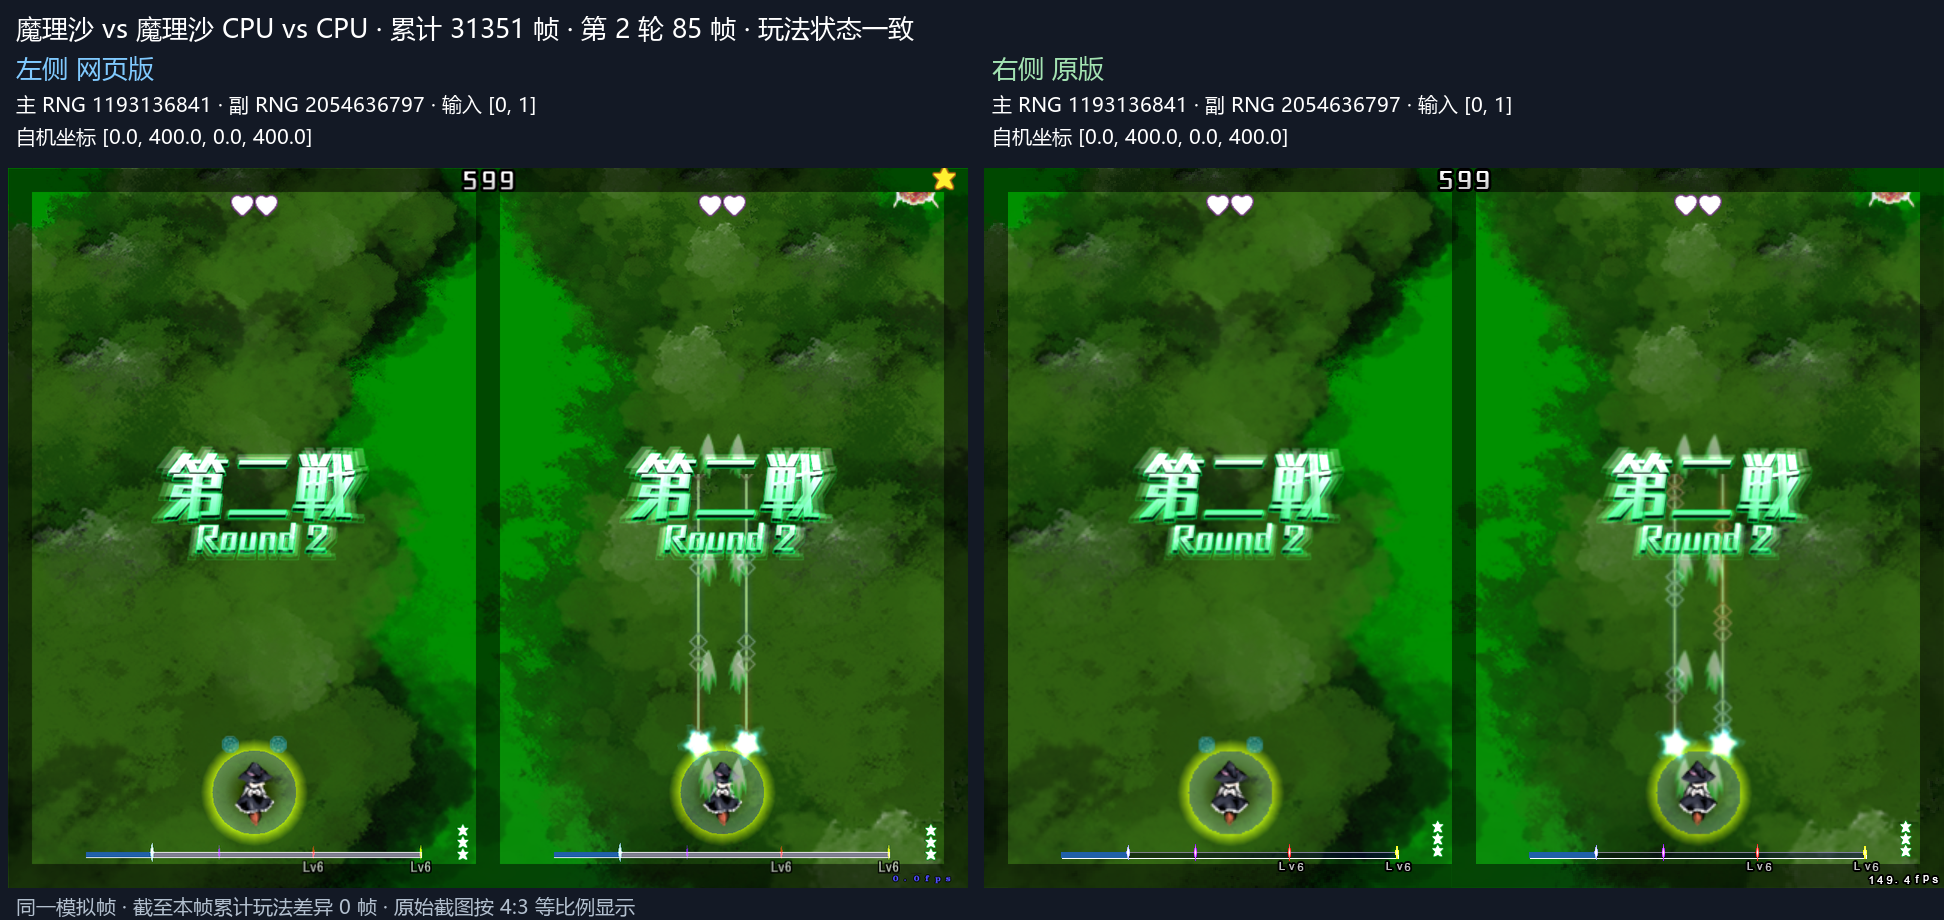 魔理沙 vs 魔理沙 CPU vs CPU · 累计 31351 帧 · 第 2 轮 85 帧 · 玩法状态一致
左侧 网页版
主 RNG 1193136841 · 副 RNG 2054636797 · 输入 [0, 1]
自机坐标 [0.0, 400.0, 0.0, 400.0]
右侧 原版
主 RNG 1193136841 · 副 RNG 2054636797 · 输入 [0, 1]
自机坐标 [0.0, 400.0, 0.0, 400.0]
599
第二戦
Round 2
第二戦
Round 2
Lv6
Lv6
Lv6
Lv6
0.0fps
599
第二戦
Round 2
第二戦
Round 2
Lv6
Lv6
Lv6
Lv6
149.4fps
同一模拟帧 · 截至本帧累计玩法差异 0 帧 · 原始截图按 4:3 等比例显示